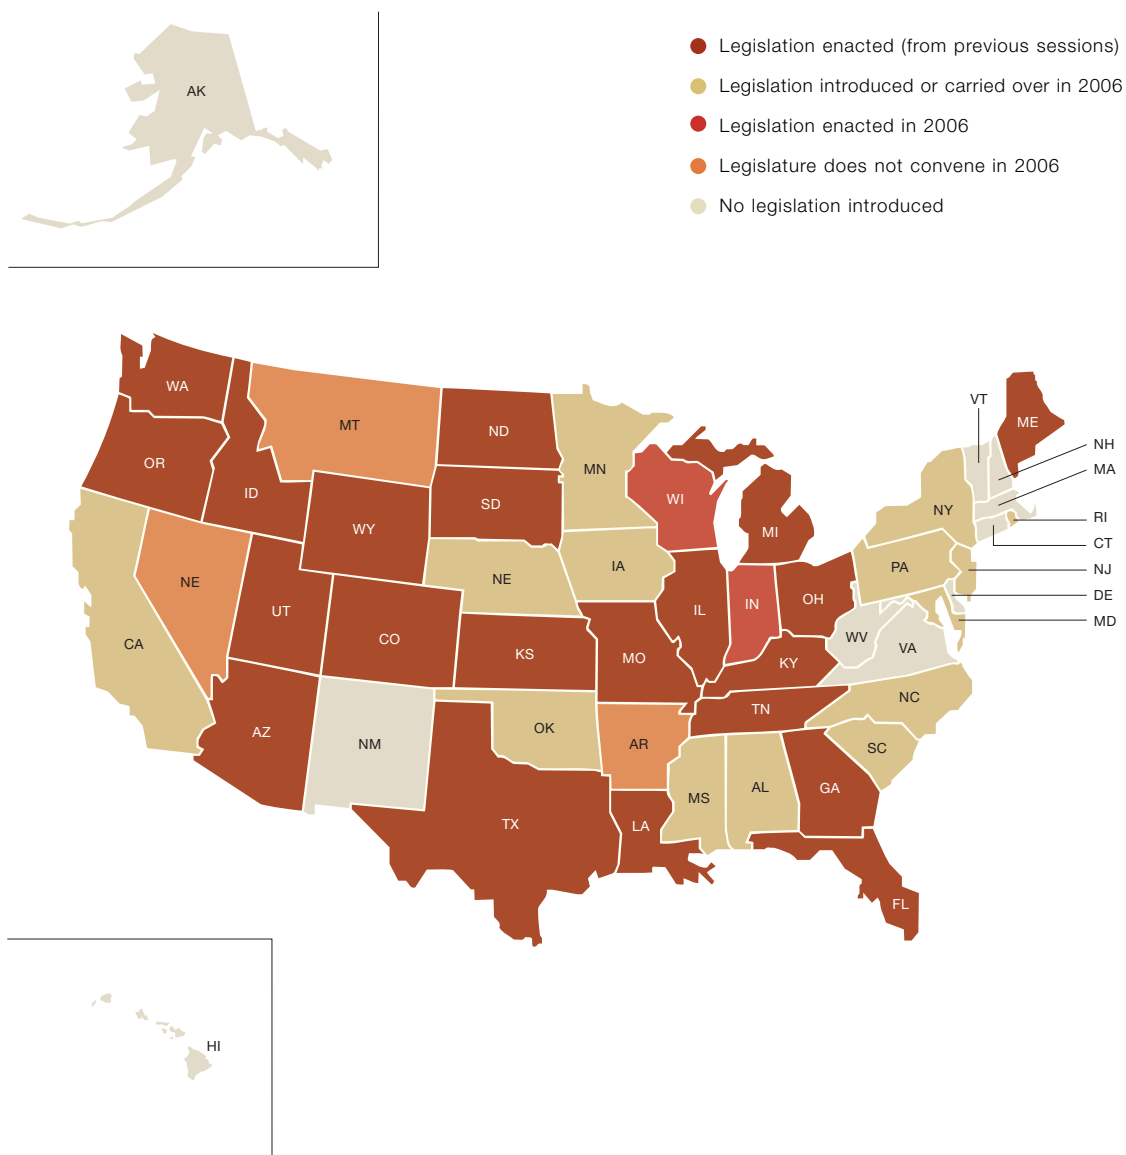 AK
Legislation enacted (from previous sessions)
Legislation introduced or carried over in 2006
Legislation enacted in 2006
Legislature does not convene in 2006
No legislation introduced
WA
MT
ND
MN
VT
ME
NH
MA
OR
ID
WY
SD
WI
MI
NY
RI
CT
NE
UT
CO
NE
IA
IL
IN
OH
PA
NJ
DE
MD
CA
KS
MO
KY
WV
VA
AZ
NM
OK
AR
TN
NC
SC
TX
LA
MS
AL
GA
FL
HI